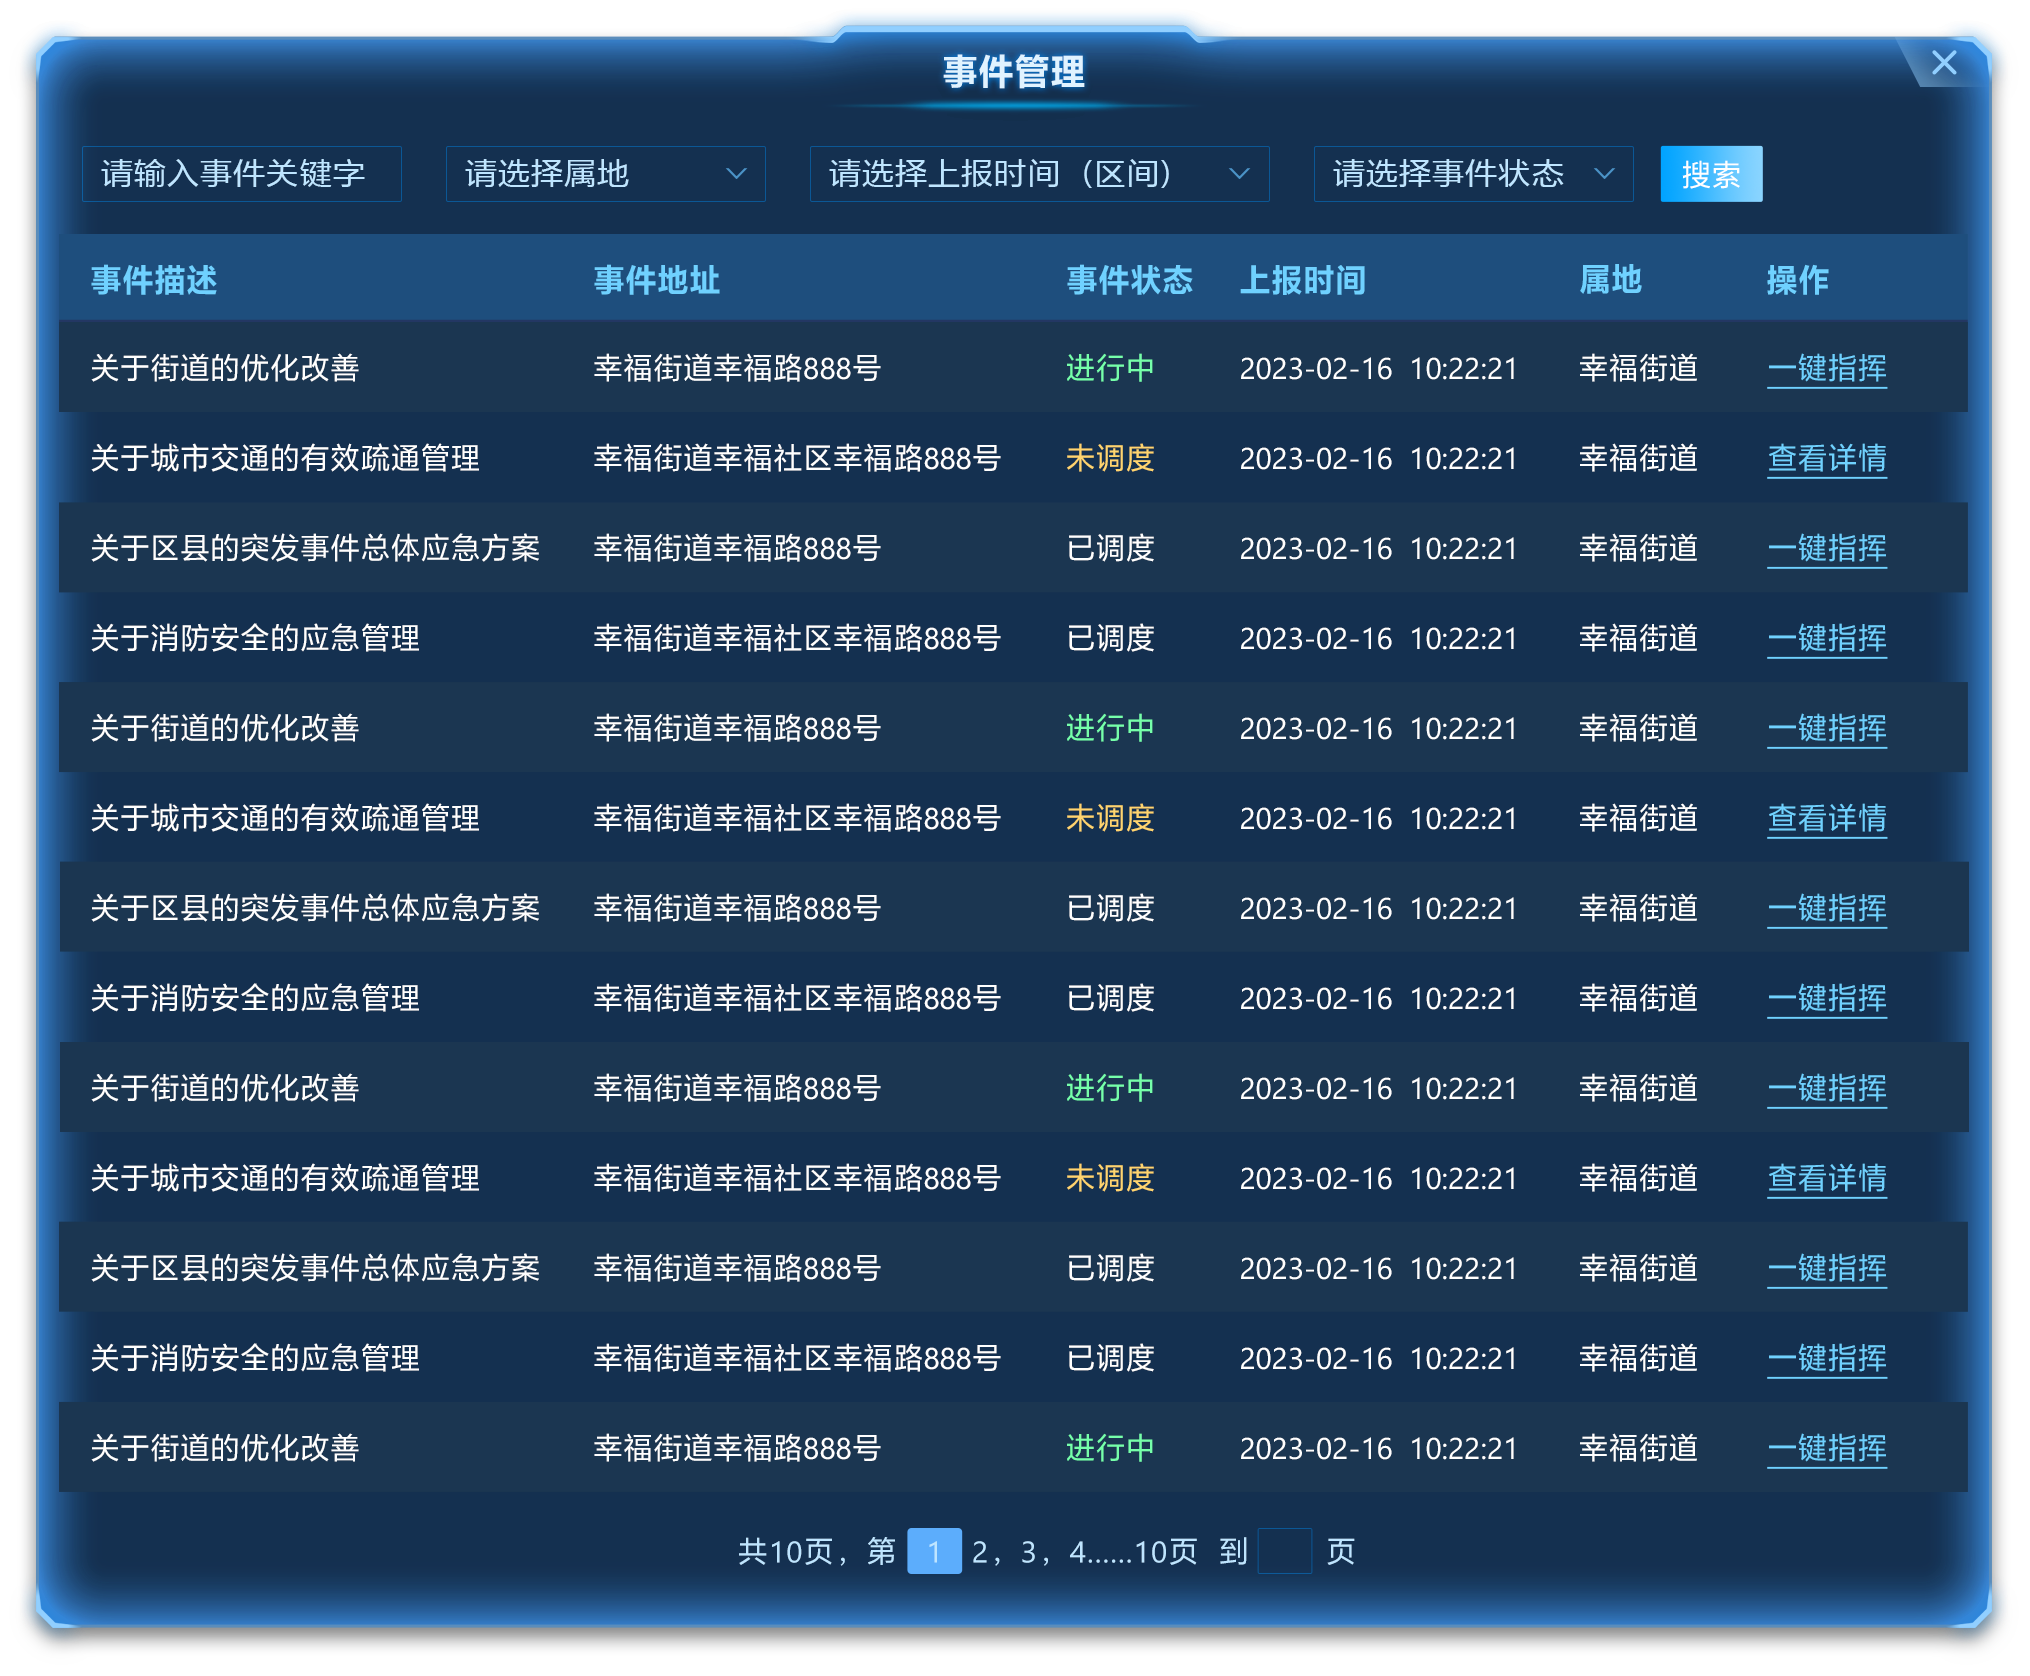 事件管理
请输入事件关键字 请选择属地 请选择上报时间（区间） 请选择事件状态 搜索
事件描述 事件地址 事件状态 上报时间 属地 操作
关于街道的优化改善 幸福街道幸福路888号 进行中 2023-02-16 10:22:21 幸福街道 一键指挥
关于城市交通的有效疏通管理 幸福街道幸福社区幸福路888号 未调度 2023-02-16 10:22:21 幸福街道 查看详情
关于区县的突发事件总体应急方案 幸福街道幸福路888号 已调度 2023-02-16 10:22:21 幸福街道 一键指挥
关于消防安全的应急管理 幸福街道幸福社区幸福路888号 已调度 2023-02-16 10:22:21 幸福街道 一键指挥
关于街道的优化改善 幸福街道幸福路888号 进行中 2023-02-16 10:22:21 幸福街道 一键指挥
关于城市交通的有效疏通管理 幸福街道幸福社区幸福路888号 未调度 2023-02-16 10:22:21 幸福街道 查看详情
关于区县的突发事件总体应急方案 幸福街道幸福路888号 已调度 2023-02-16 10:22:21 幸福街道 一键指挥
关于消防安全的应急管理 幸福街道幸福社区幸福路888号 已调度 2023-02-16 10:22:21 幸福街道 一键指挥
关于街道的优化改善 幸福街道幸福路888号 进行中 2023-02-16 10:22:21 幸福街道 一键指挥
关于城市交通的有效疏通管理 幸福街道幸福社区幸福路888号 未调度 2023-02-16 10:22:21 幸福街道 查看详情
关于区县的突发事件总体应急方案 幸福街道幸福路888号 已调度 2023-02-16 10:22:21 幸福街道 一键指挥
关于消防安全的应急管理 幸福街道幸福社区幸福路888号 已调度 2023-02-16 10:22:21 幸福街道 一键指挥
关于街道的优化改善 幸福街道幸福路888号 进行中 2023-02-16 10:22:21 幸福街道 一键指挥
共10页，第 1 2，3，4......10页 到 页